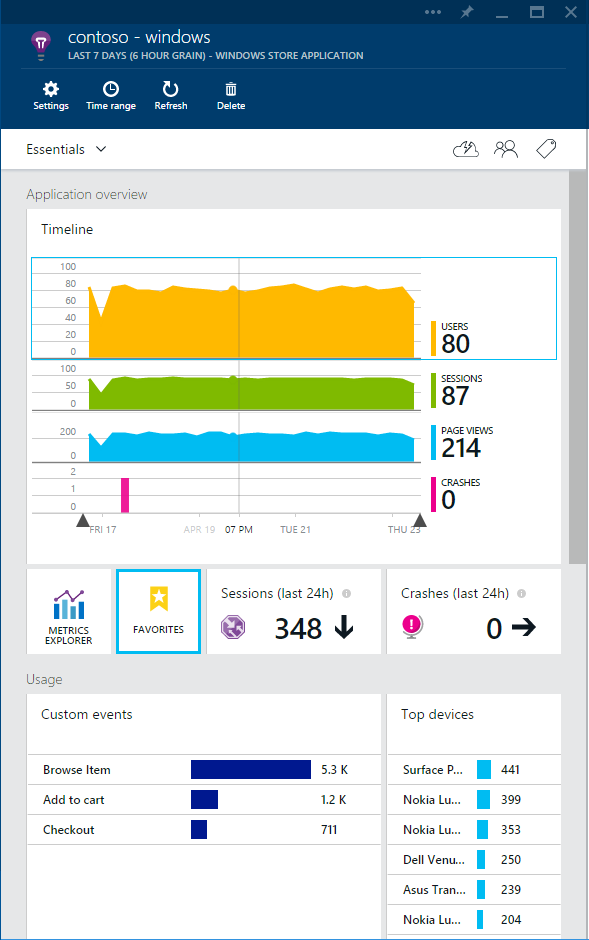 contoso - windows
LAST 7 DAYS (6 HOUR GRAIN) - WINDOWS STORE APPLICATION
Settings Time range Refresh Delete
Essentials
Application overview
Timeline
100
80
60
40
20
0
USERS
80
100
50
0
SESSIONS
87
200
0
PAGE VIEWS
214
2
1
0
CRASHES
0
FRI 17 APR 19 07 PM TUE 21 THU 23
METRICS
EXPLORER
FAVORITES
Sessions (last 24h)
348
Crashes (last 24h)
0
Usage
Custom events
Browse Item 5.3 K
Add to cart 1.2 K
Checkout 711
Top devices
Surface P... 441
Nokia Lu... 399
Nokia Lu... 353
Dell Venu... 250
Asus Tran... 239
Nokia Lu... 204